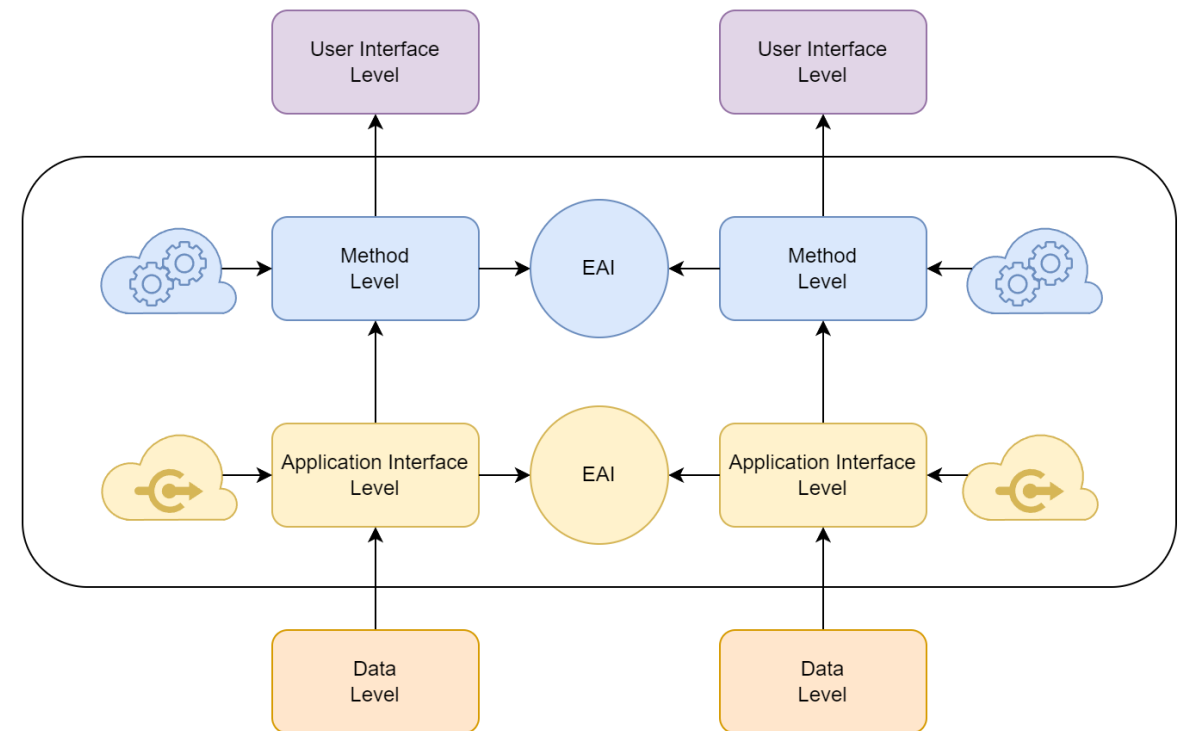 User Interface
Level
User Interface
Level
Method
Level
EAI
Method
Level
Application Interface
Level
EAI
Application Interface
Level
Data
Level
Data
Level